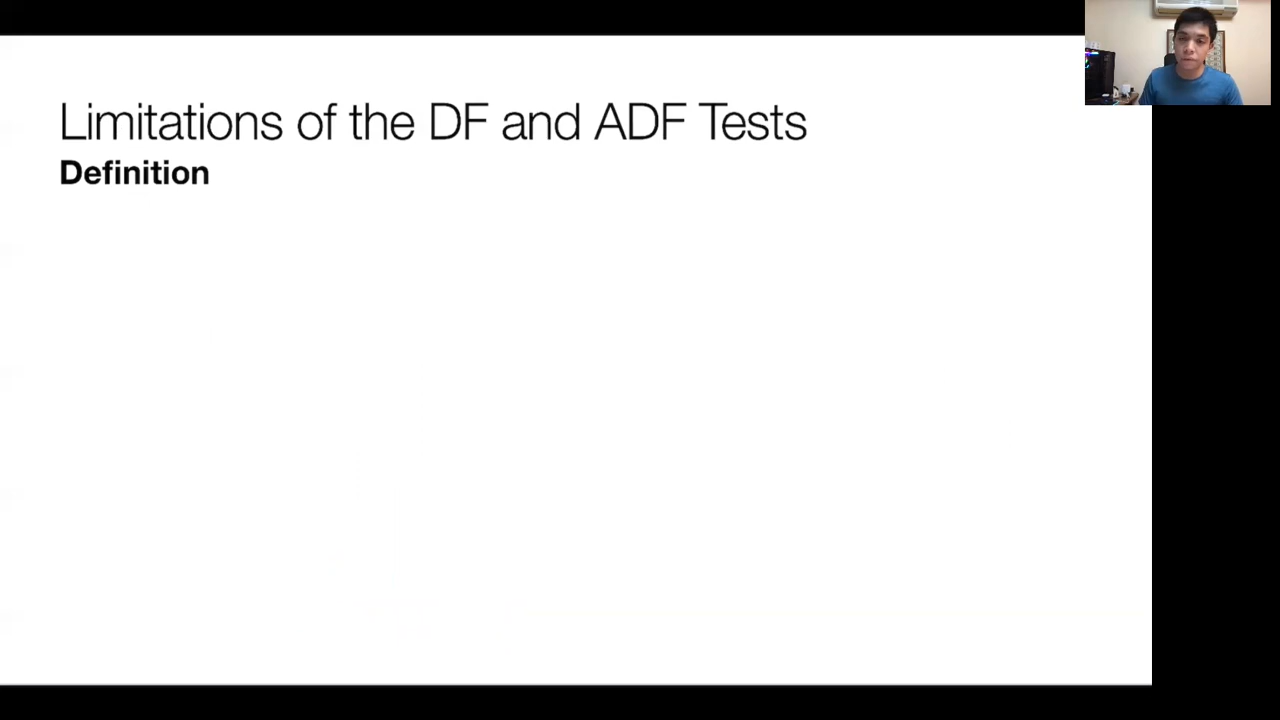 Limitations of the DF and ADF Tests
Definition